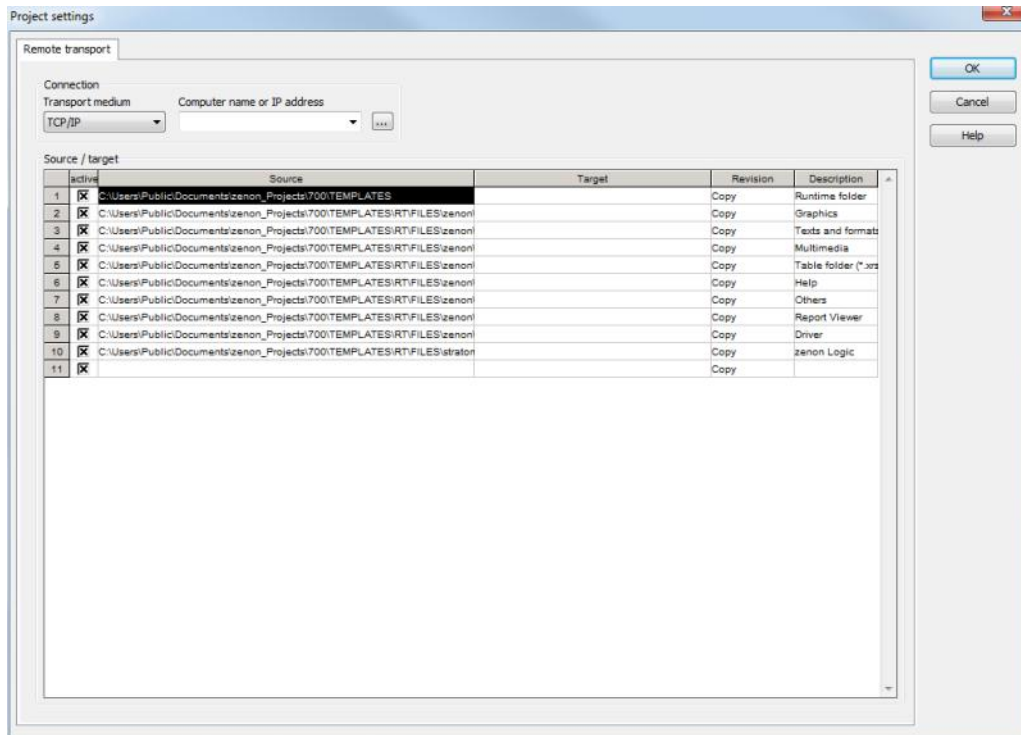 Project settings
Remote transport
OK
Connection
Transport medium Computer name or IP address
Cancel
TCP/IP ...
Help
Source / target
active Source Target Revision Description
1 C:\Users\Public\Documents\zenon_Projects\700\TEMPLATES Copy Runtime folder
2 C:\Users\Public\Documents\zenon_Projects\700\TEMPLATES\RT\FILES\zenon\ Copy Graphics
3 C:\Users\Public\Documents\zenon_Projects\700\TEMPLATES\RT\FILES\zenon\ Copy Texts and formats
4 C:\Users\Public\Documents\zenon_Projects\700\TEMPLATES\RT\FILES\zenon\ Copy Multimedia
5 C:\Users\Public\Documents\zenon_Projects\700\TEMPLATES\RT\FILES\zenon\ Copy Table folder (*.xrs
6 C:\Users\Public\Documents\zenon_Projects\700\TEMPLATES\RT\FILES\zenon\ Copy Help
7 C:\Users\Public\Documents\zenon_Projects\700\TEMPLATES\RT\FILES\zenon\ Copy Others
8 C:\Users\Public\Documents\zenon_Projects\700\TEMPLATES\RT\FILES\zenon\ Copy Report Viewer
9 C:\Users\Public\Documents\zenon_Projects\700\TEMPLATES\RT\FILES\zenon\ Copy Driver
10 C:\Users\Public\Documents\zenon_Projects\700\TEMPLATES\RT\FILES\straton Copy zenon Logic
11 Copy